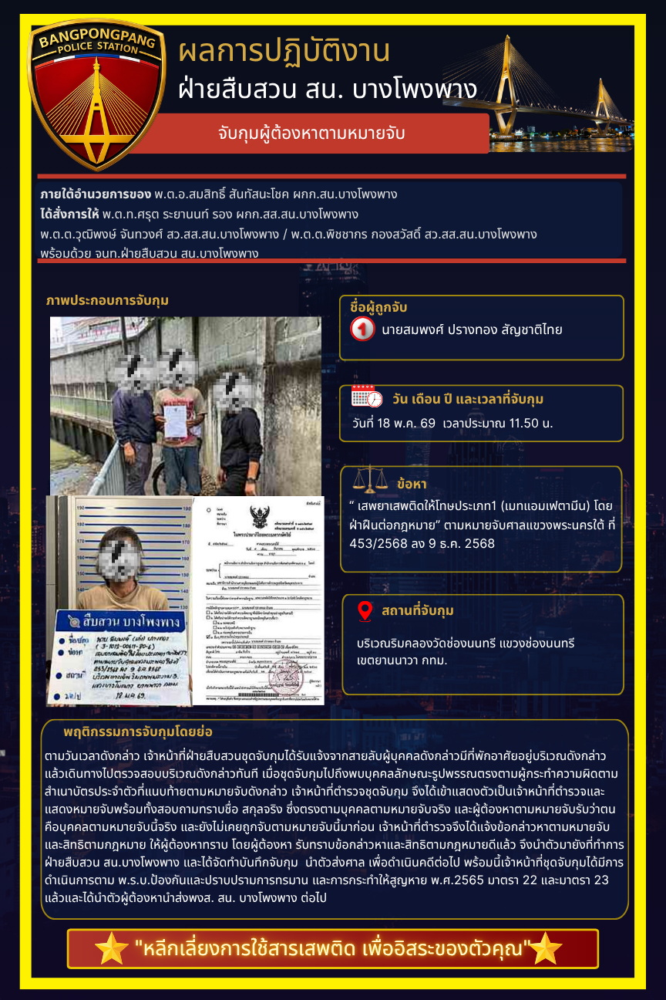 BANGPONGPANG
POLICE STATION
ผลการปฏิบัติงาน
ฝ่ายสืบสวน สน. บางโพงพาง
จับกุมผู้ต้องหาตามหมายจับ
ภายใต้อำนวยการของ พ.ต.อ.สมสิทธิ์ สันทัสนะโชค ผกก.สน.บางโพงพาง
ได้สั่งการให้ พ.ต.ท.ศรุต ระยานนท์ รอง ผกก.สส.สน.บางโพงพาง
พ.ต.ต.วุฒิพงษ์ จันทวงศ์ สว.สส.สน.บางโพงพาง / พ.ต.ต.พิชชากร กองสวัสดิ์ สว.สส.สน.บางโพงพาง
พร้อมด้วย จนท.ฝ่ายสืบสวน สน.บางโพงพาง
ภาพประกอบการจับกุม
ชื่อผู้ถูกจับ
1 นายสมพงศ์ ปรางทอง สัญชาติไทย
วัน เดือน ปี และเวลาที่จับกุม
วันที่ 18 พ.ค. 69 เวลาประมาณ 11.50 น.
ข้อหา
“ เสพยาเสพติดให้โทษประเภท1 (เมทแอมเฟตามีน) โดย
ฝ่าฝืนต่อกฎหมาย” ตามหมายจับศาลแขวงพระนครใต้ ที่
453/2568 ลง 9 ธ.ค. 2568
สถานที่จับกุม
บริเวณริมคลองวัดช่องนนทรี แขวงช่องนนทรี
เขตยานนาวา กทม.
สืบสวน บางโพงพาง
ชื่อ/สกุล
ข้อหา
สถานที่
ว/ด/ป
18 พ.ค. 69.
ในพระปรมาภิไธยพระมหากษัตริย์
พฤติกรรมการจับกุมโดยย่อ
ตามวันเวลาดังกล่าว เจ้าหน้าที่ฝ่ายสืบสวนชุดจับกุมได้รับแจ้งจากสายลับผู้บุคคลดังกล่าวมีที่พักอาศัยอยู่บริเวณดังกล่าว
แล้วเดินทางไปตรวจสอบบริเวณดังกล่าวทันที เมื่อชุดจับกุมไปถึงพบบุคคลลักษณะรูปพรรณตรงตามผู้กระทำความผิดตาม
สำเนาบัตรประจำตัวที่แนบท้ายตามหมายจับดังกล่าว เจ้าหน้าที่ตำรวจชุดจับกุม จึงได้เข้าแสดงตัวเป็นเจ้าหน้าที่ตำรวจและ
แสดงหมายจับพร้อมทั้งสอบถามทราบชื่อ สกุลจริง ซึ่งตรงตามบุคคลตามหมายจับจริง และผู้ต้องหาตามหมายจับรับว่าตน
คือบุคคลตามหมายจับนี้จริง และยังไม่เคยถูกจับตามหมายจับนี้มาก่อน เจ้าหน้าที่ตำรวจจึงได้แจ้งข้อกล่าวหาตามหมายจับ
และสิทธิตามกฎหมาย ให้ผู้ต้องหาทราบ โดยผู้ต้องหา รับทราบข้อกล่าวหาและสิทธิตามกฎหมายดีแล้ว จึงนำตัวมายังที่ทำการ
ฝ่ายสืบสวน สน.บางโพงพาง และได้จัดทำบันทึกจับกุม นำตัวส่งศาล เพื่อดำเนินคดีต่อไป พร้อมนี้เจ้าหน้าที่ชุดจับกุมได้มีการ
ดำเนินการตาม พ.ร.บ.ป้องกันและปราบปรามการทรมาน และการกระทำให้สูญหาย พ.ศ.2565 มาตรา 22 และมาตรา 23
แล้วและได้นำตัวผู้ต้องหานำส่งพงส. สน. บางโพงพาง ต่อไป
"หลีกเลี่ยงการใช้สารเสพติด เพื่ออิสระของตัวคุณ"